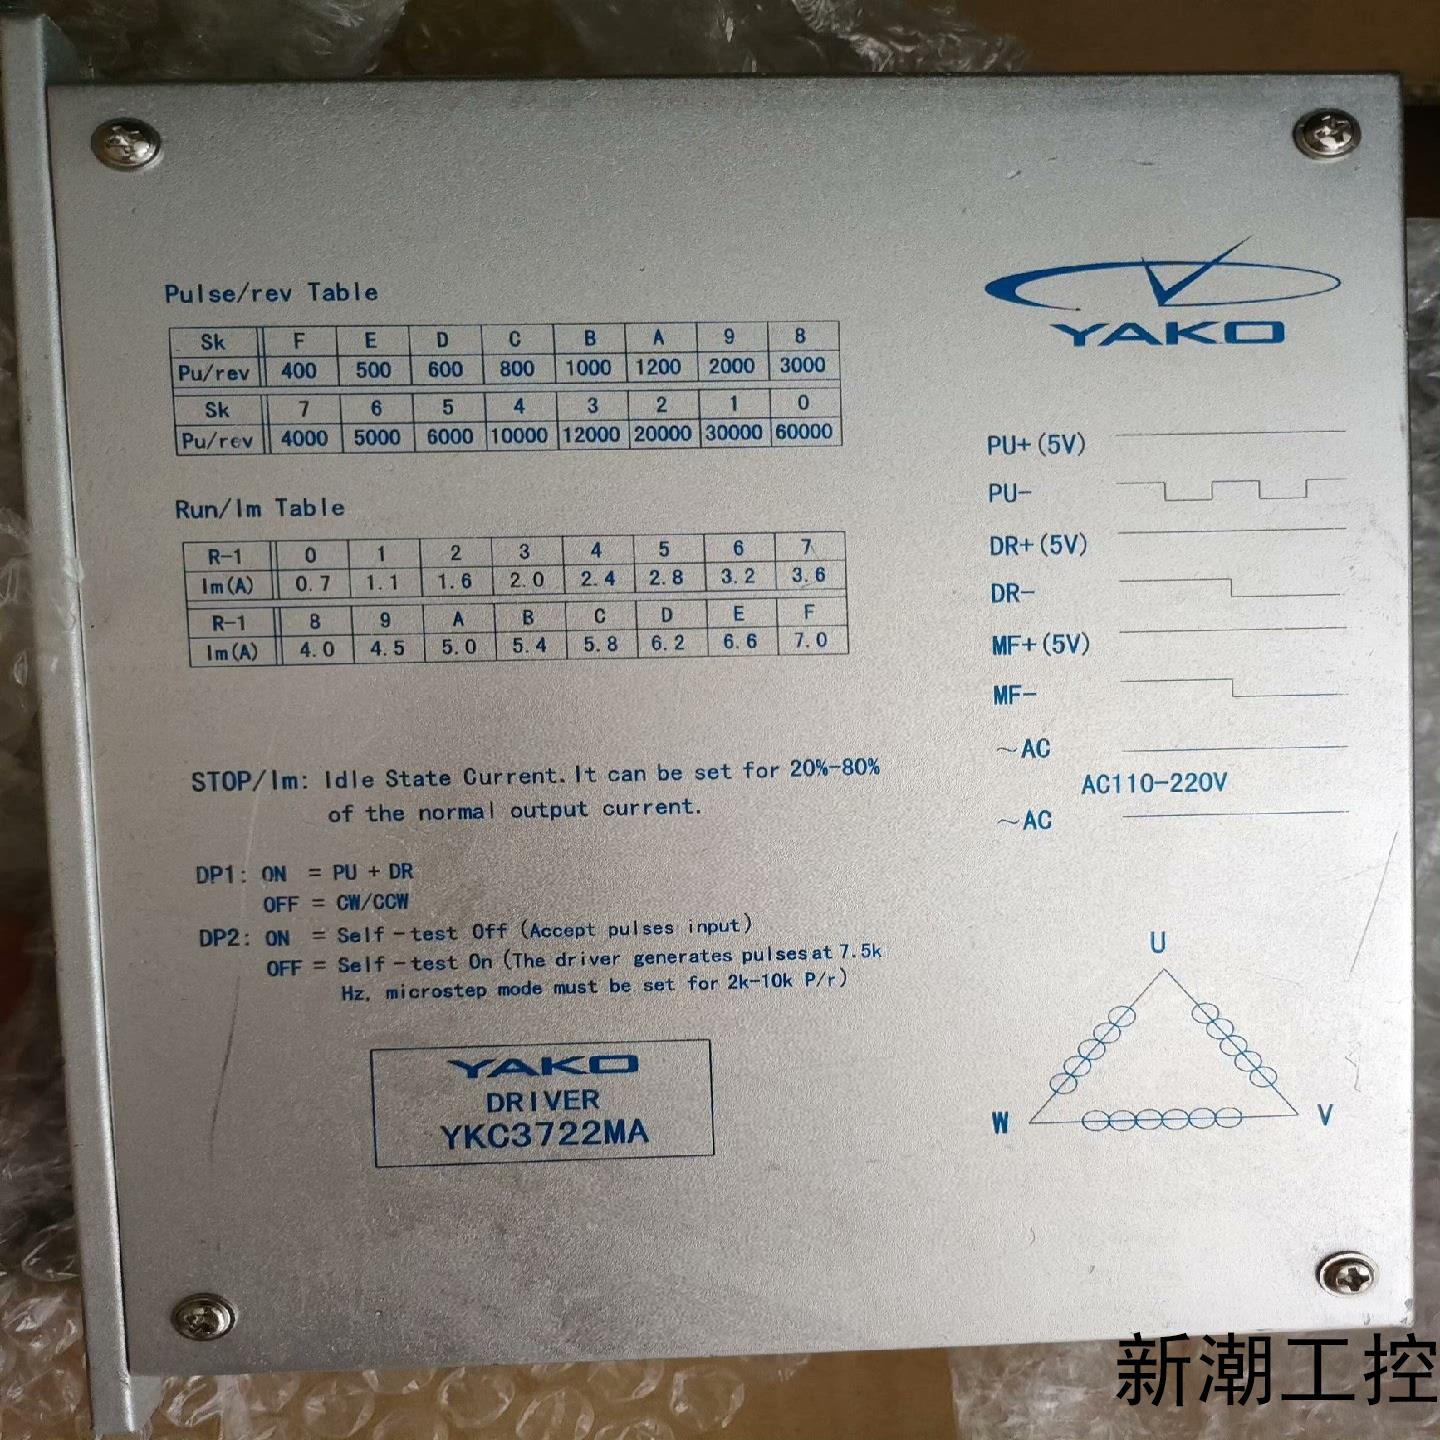 Pulse/rev Table
Sk F E D C B A 9 8
Pu/rev 400 500 600 800 1000 1200 2000 3000
Sk 7 6 5 4 3 2 1 0
Pu/rev 4000 5000 6000 10000 12000 20000 30000 60000
Run/Im Table
R-1 0 1 2 3 4 5 6 7
Im(A) 0.7 1.1 1.6 2.0 2.4 2.8 3.2 3.6
R-1 8 9 A B C D E F
Im(A) 4.0 4.5 5.0 5.4 5.8 6.2 6.6 7.0
STOP/Im: Idle State Current. It can be set for 20%-80%
of the normal output current.
DP1: ON = PU + DR
OFF = CW/CCW
DP2: ON = Self-test Off (Accept pulses input)
OFF = Self-test On (The driver generates pulses at 7.5k
Hz, microstep mode must be set for 2k-10k P/r)
YAKO
DRIVER
YKC3722MA
YAKO
PU+(5V)
PU-
DR+(5V)
DR-
MF+(5V)
MF-
~AC
AC110-220V
~AC
U
W V
新潮工控